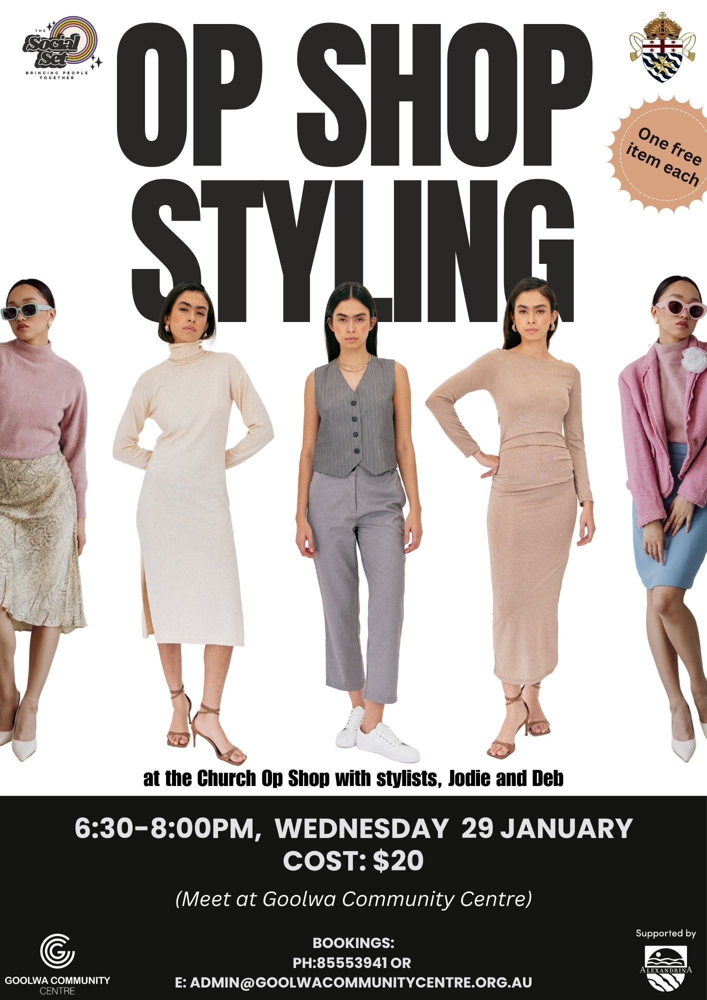 THE
Social
Set
BRINGING PEOPLE
TOGETHER
OP SHOP
STYLING
One free
item each
at the Church Op Shop with stylists, Jodie and Deb
6:30-8:00PM, WEDNESDAY 29 JANUARY
COST: $20
(Meet at Goolwa Community Centre)
BOOKINGS:
PH:85553941 OR
E: ADMIN@GOOLWACOMMUNITYCENTRE.ORG.AU
GOOLWA COMMUNITY
CENTRE
Supported by
ALEXANDRINA